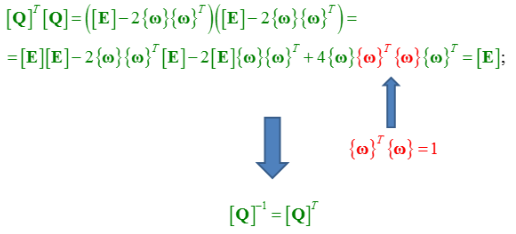 [Q]ᵀ[Q] = ([E] − 2{ω}{ω}ᵀ)([E] − 2{ω}{ω}ᵀ) =
= [E][E] − 2{ω}{ω}ᵀ[E] − 2[E]{ω}{ω}ᵀ + 4{ω}{ω}ᵀ{ω}{ω}ᵀ = [E];
{ω}ᵀ{ω} = 1
[Q]⁻¹ = [Q]ᵀ